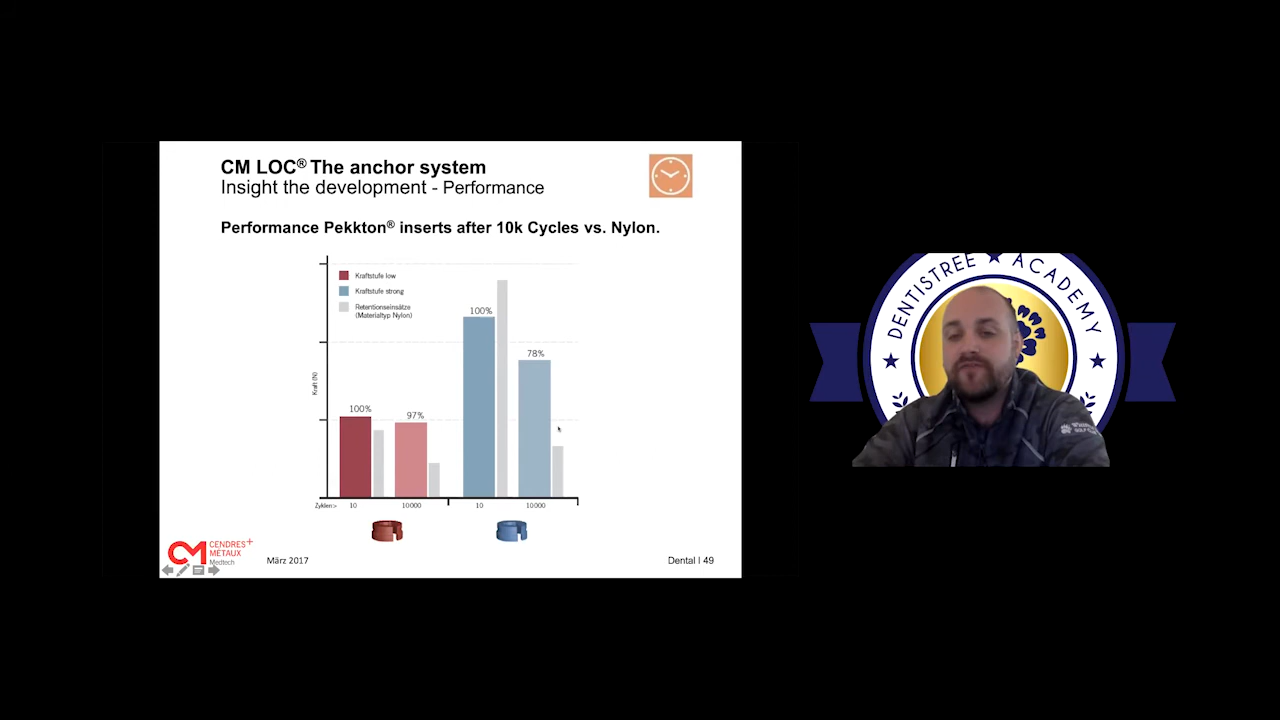 CM LOC® The anchor system
Insight the development - Performance
Performance Pekkton® inserts after 10k Cycles vs. Nylon.
Kraftstufe low
Kraftstufe strong
Retentionseinsätze
(Materialtyp Nylon)
Kraft (N)
100%
97%
100%
78%
Zyklen>
10
10000
10
10000
CENDRES+
MÉTAUX
Medtech
März 2017
Dental I 49
DENTISTREE ACADEMY